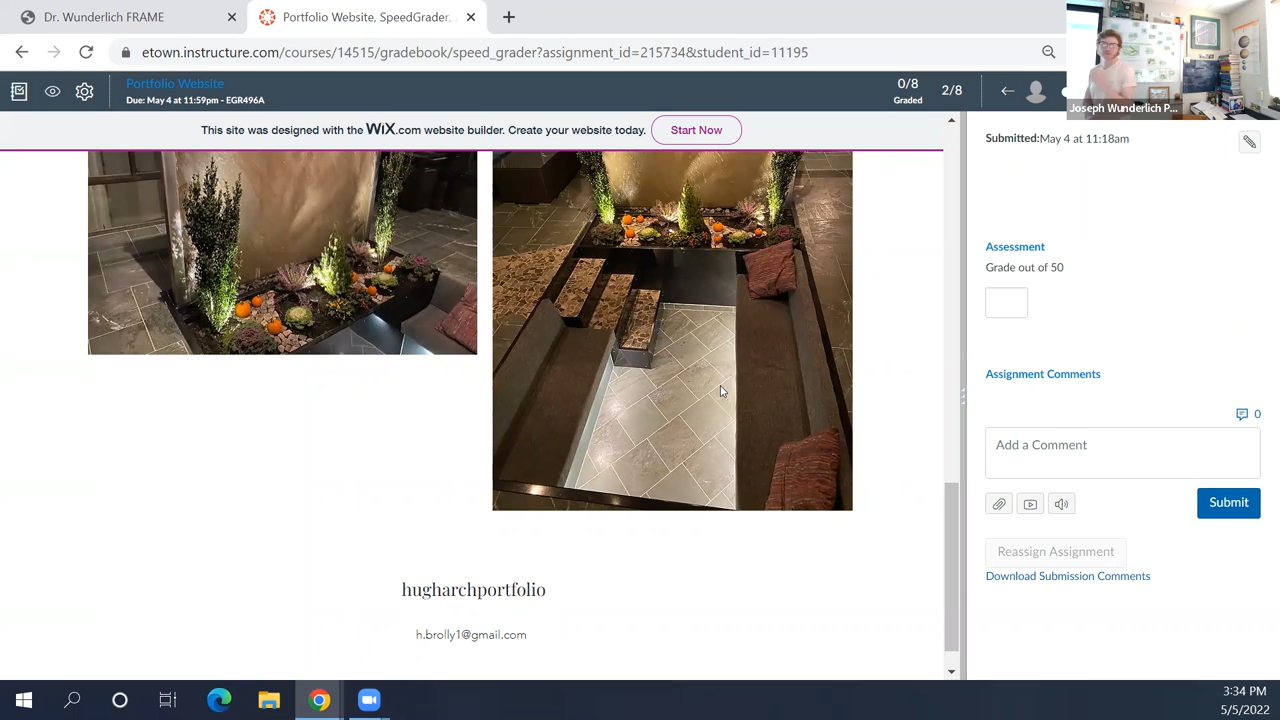 Dr. Wunderlich FRAME
Portfolio Website, SpeedGrader,
etown.instructure.com/courses/14515/gradebook/speed_grader?assignment_id=215734&student_id=11195
Portfolio Website
Due: May 4 at 11:59pm - EGR496A
0/8
Graded
2/8
Joseph Wunderlich P...
This site was designed with the WiX.com website builder. Create your website today.
Start Now
Submitted:May 4 at 11:18am
Assessment
Grade out of 50
Assignment Comments
0
Add a Comment
Submit
Reassign Assignment
Download Submission Comments
hugharchportfolio
h.brolly1@gmail.com
3:34 PM
5/5/2022